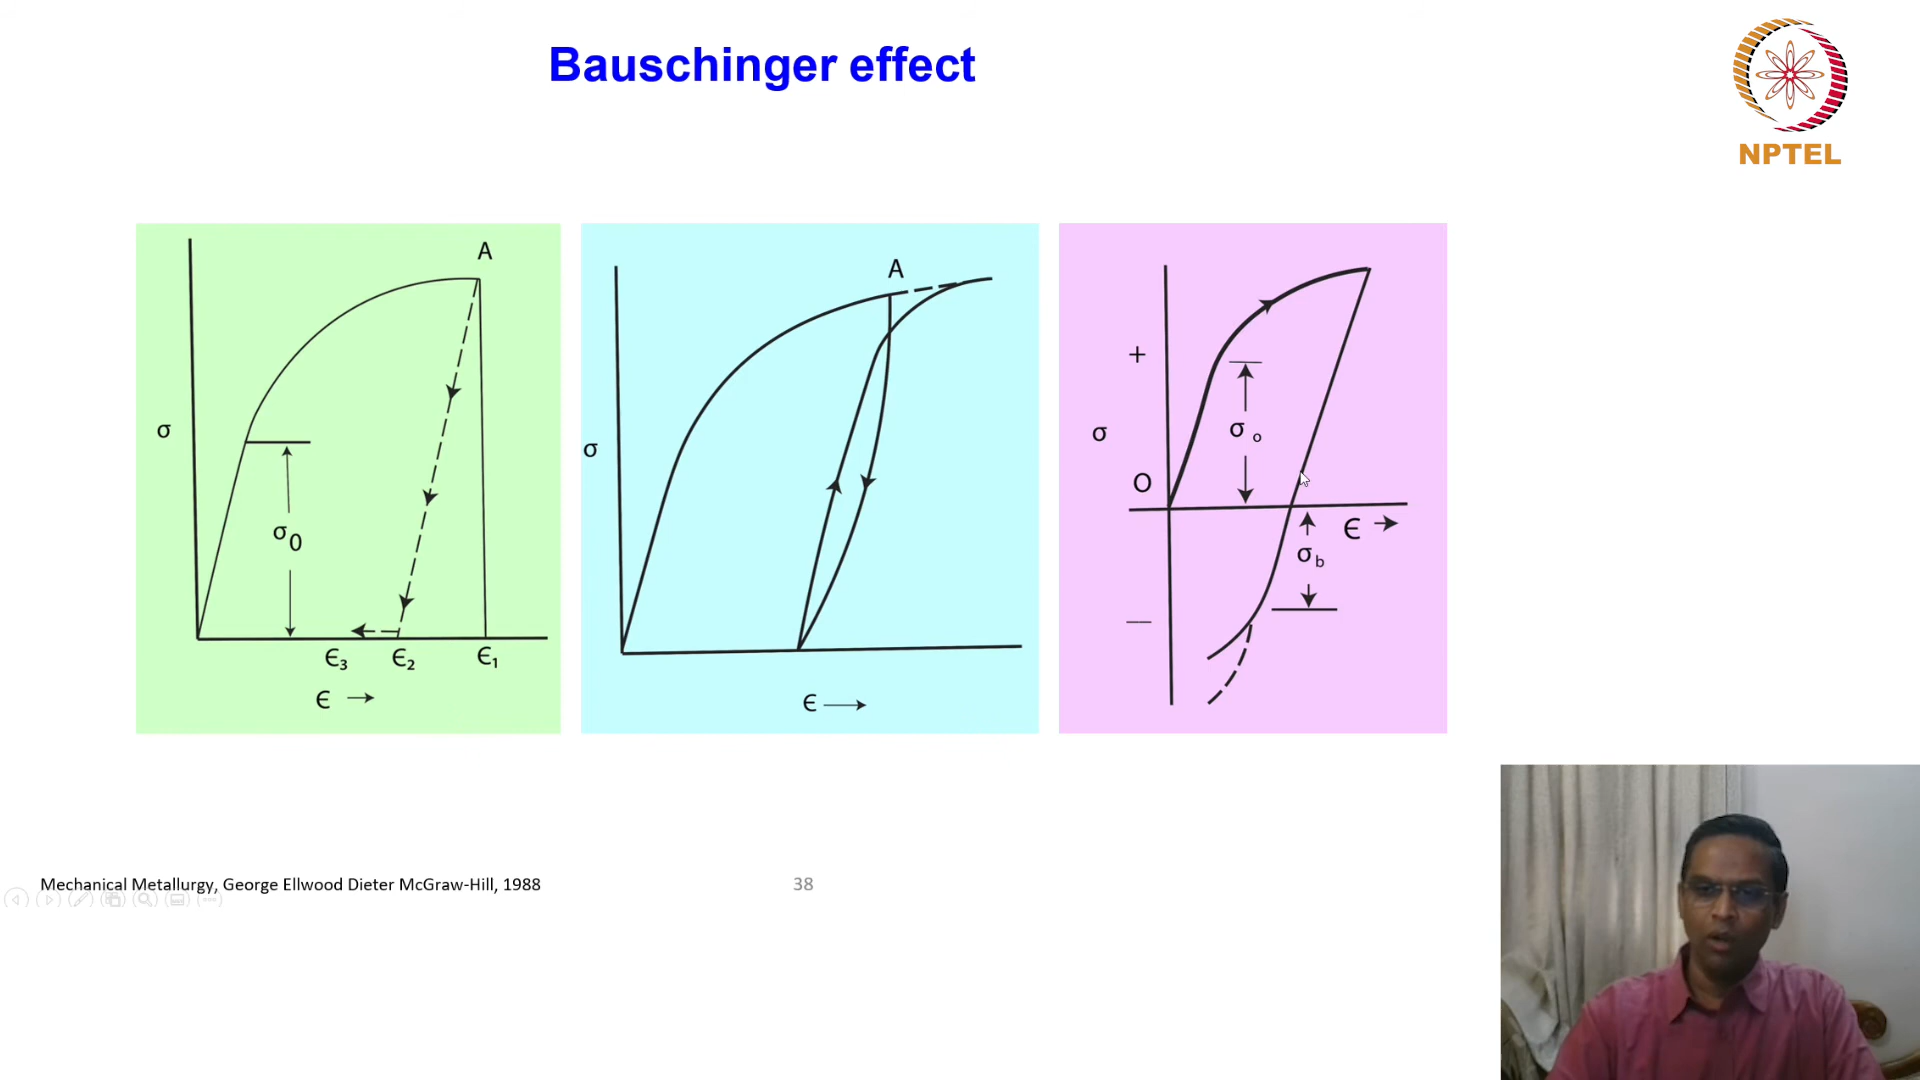 Bauschinger effect
NPTEL
A
σ
σ0
ϵ3 ϵ2 ϵ1
ϵ →
A
σ
ϵ →
+
σ
σo
O
ϵ →
σb
—
Mechanical Metallurgy, George Ellwood Dieter McGraw-Hill, 1988
38